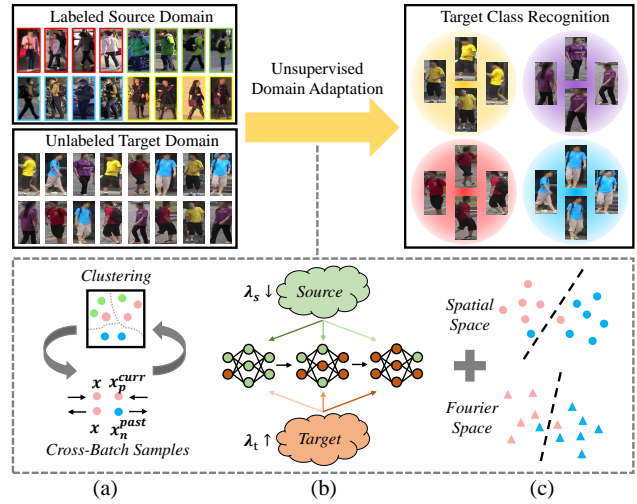 Labeled Source Domain
Unlabeled Target Domain
Unsupervised
Domain Adaptation
Target Class Recognition
Clustering
x x_p^curr
x x_n^past
Cross-Batch Samples
λ_s ↓
Source
λ_t ↑
Target
Spatial
Space
Fourier
Space
(a) (b) (c)